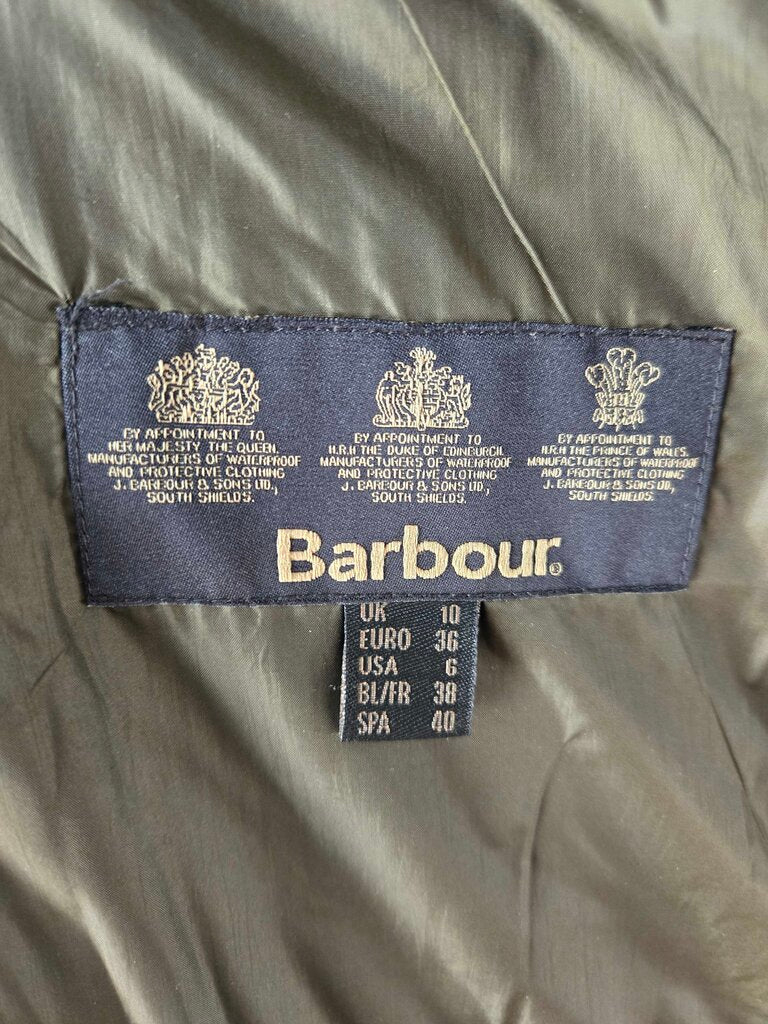 BY APPOINTMENT TO
HER MAJESTY THE QUEEN.
MANUFACTURERS OF WATERPROOF
AND PROTECTIVE CLOTHING
J. BARBOUR & SONS LTD.,
SOUTH SHIELDS.
BY APPOINTMENT TO
H.R.H THE DUKE OF EDINBURGH.
MANUFACTURERS OF WATERPROOF
AND PROTECTIVE CLOTHING
J. BARBOUR & SONS LTD.,
SOUTH SHIELDS.
BY APPOINTMENT TO
H.R.H THE PRINCE OF WALES.
MANUFACTURERS OF WATERPROOF
AND PROTECTIVE CLOTHING
J. BARBOUR & SONS LTD.,
SOUTH SHIELDS.
Barbour®
UK 10
EURO 36
USA 6
BL/FR 38
SPA 40